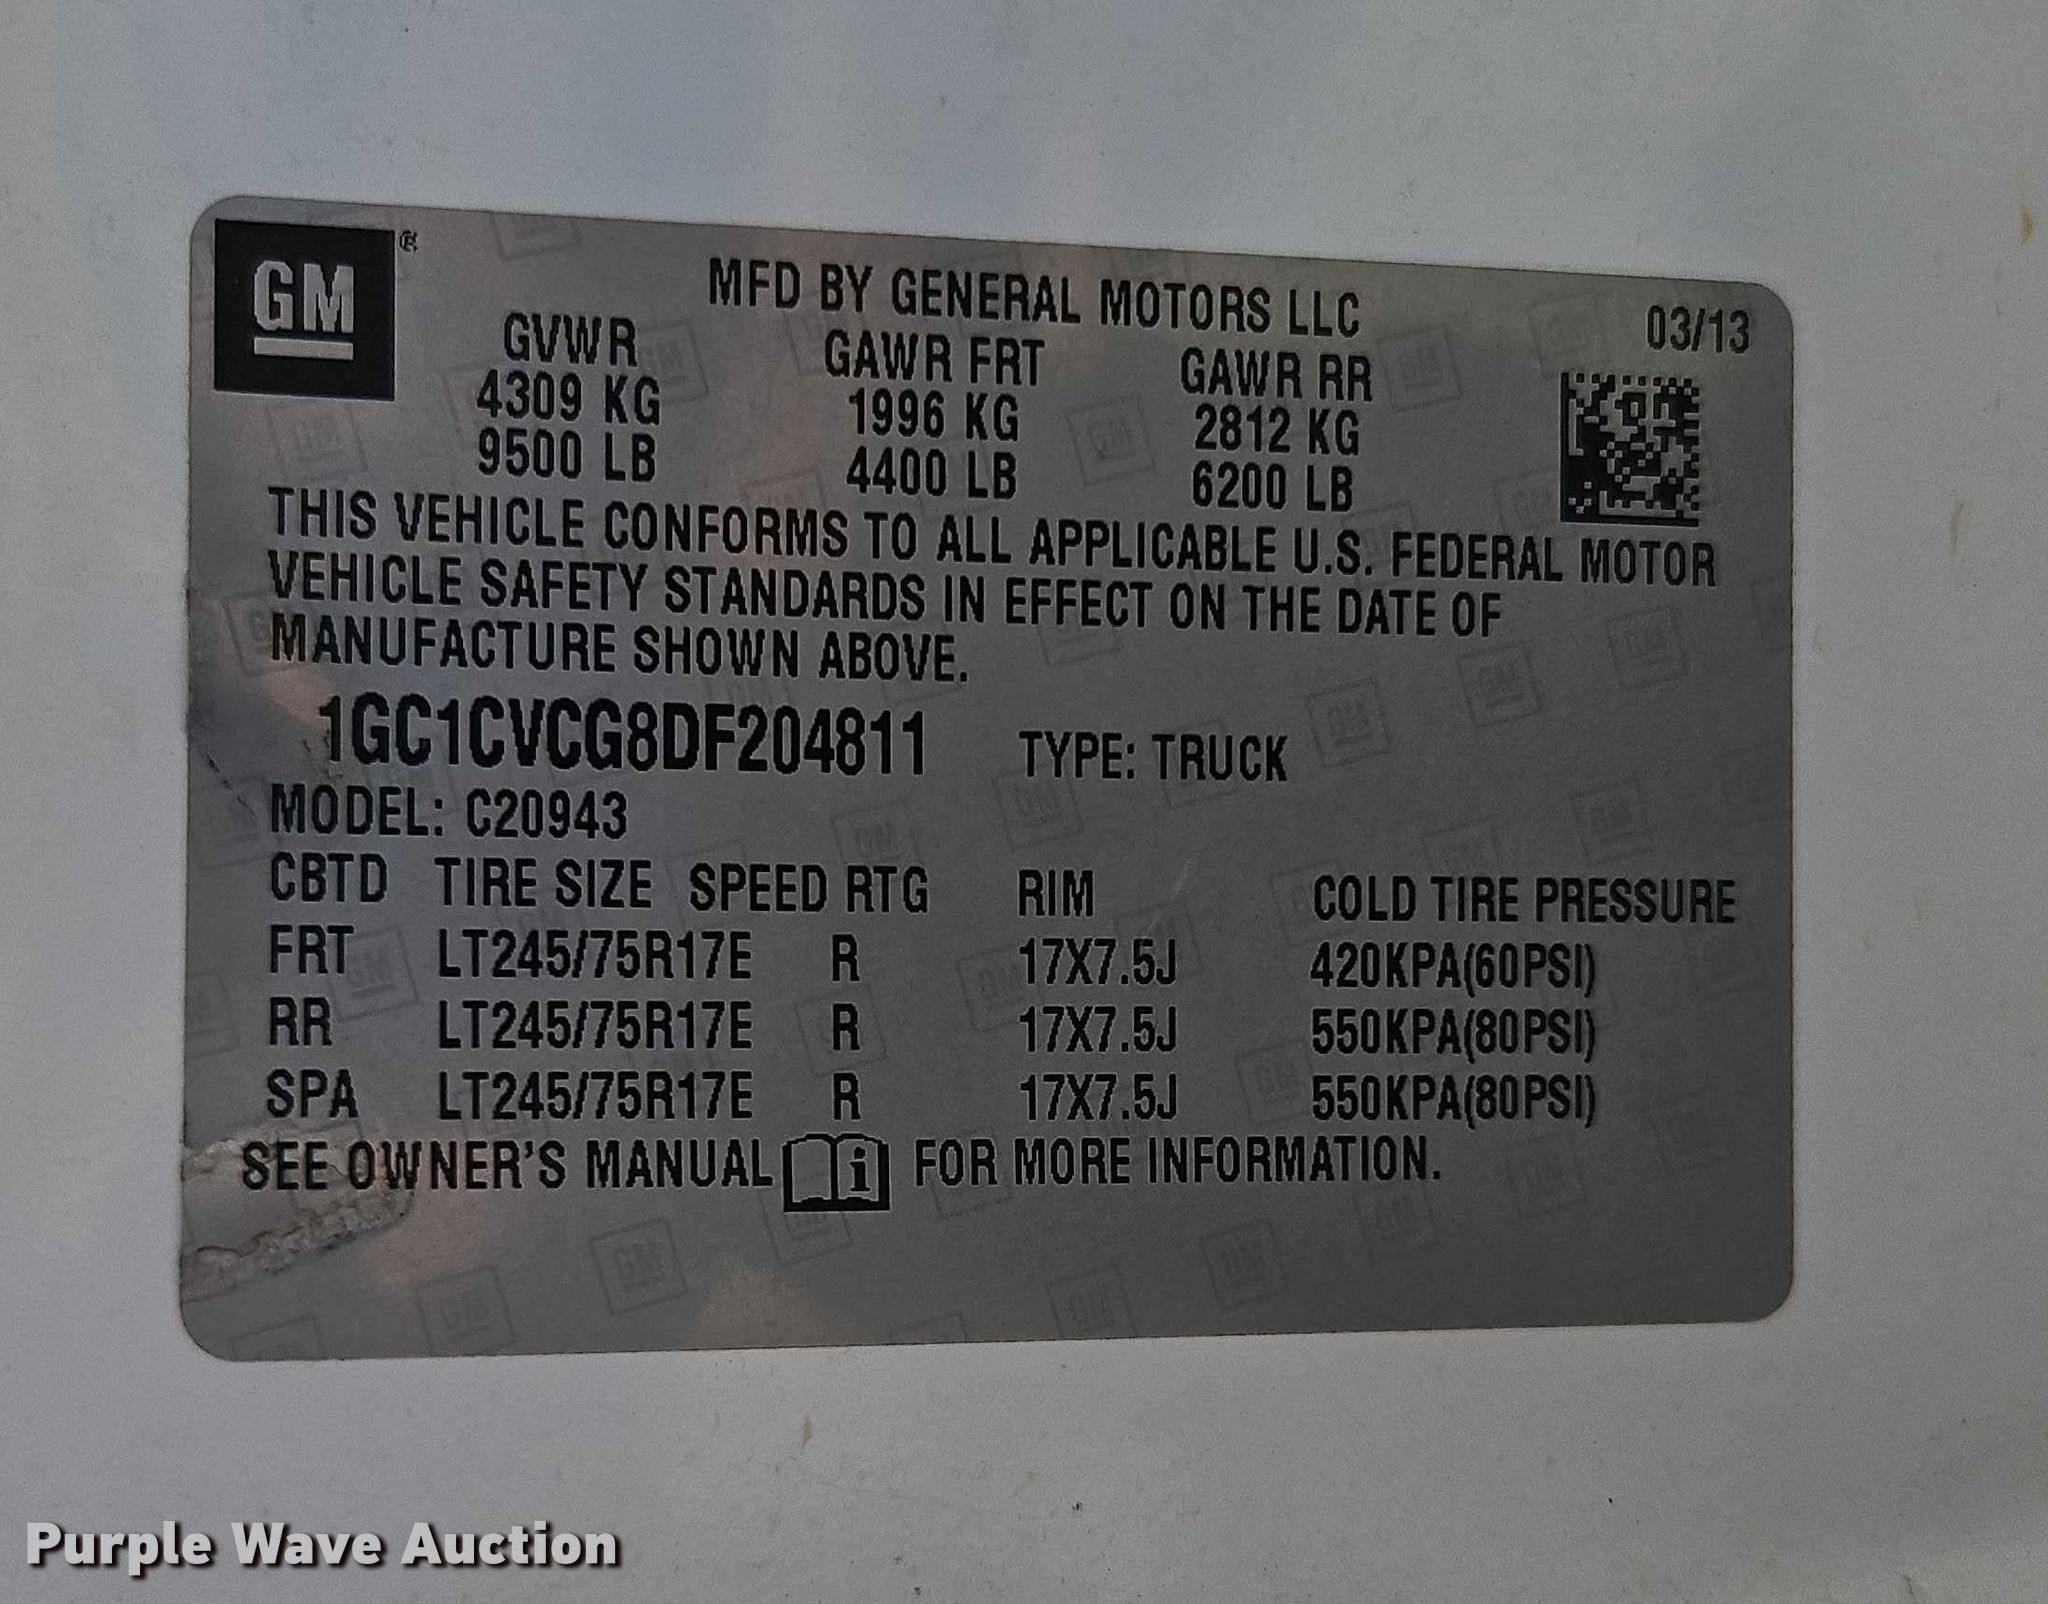 GM ®
MFD BY GENERAL MOTORS LLC 03/13
GVWR GAWR FRT GAWR RR
4309 KG 1996 KG 2812 KG
9500 LB 4400 LB 6200 LB
THIS VEHICLE CONFORMS TO ALL APPLICABLE U.S. FEDERAL MOTOR
VEHICLE SAFETY STANDARDS IN EFFECT ON THE DATE OF
MANUFACTURE SHOWN ABOVE.
1GC1CVCG8DF204811 TYPE: TRUCK
MODEL: C20943
CBTD TIRE SIZE SPEED RTG RIM COLD TIRE PRESSURE
FRT LT245/75R17E R 17X7.5J 420KPA(60PSI)
RR LT245/75R17E R 17X7.5J 550KPA(80PSI)
SPA LT245/75R17E R 17X7.5J 550KPA(80PSI)
SEE OWNER'S MANUAL i FOR MORE INFORMATION.
Purple Wave Auction